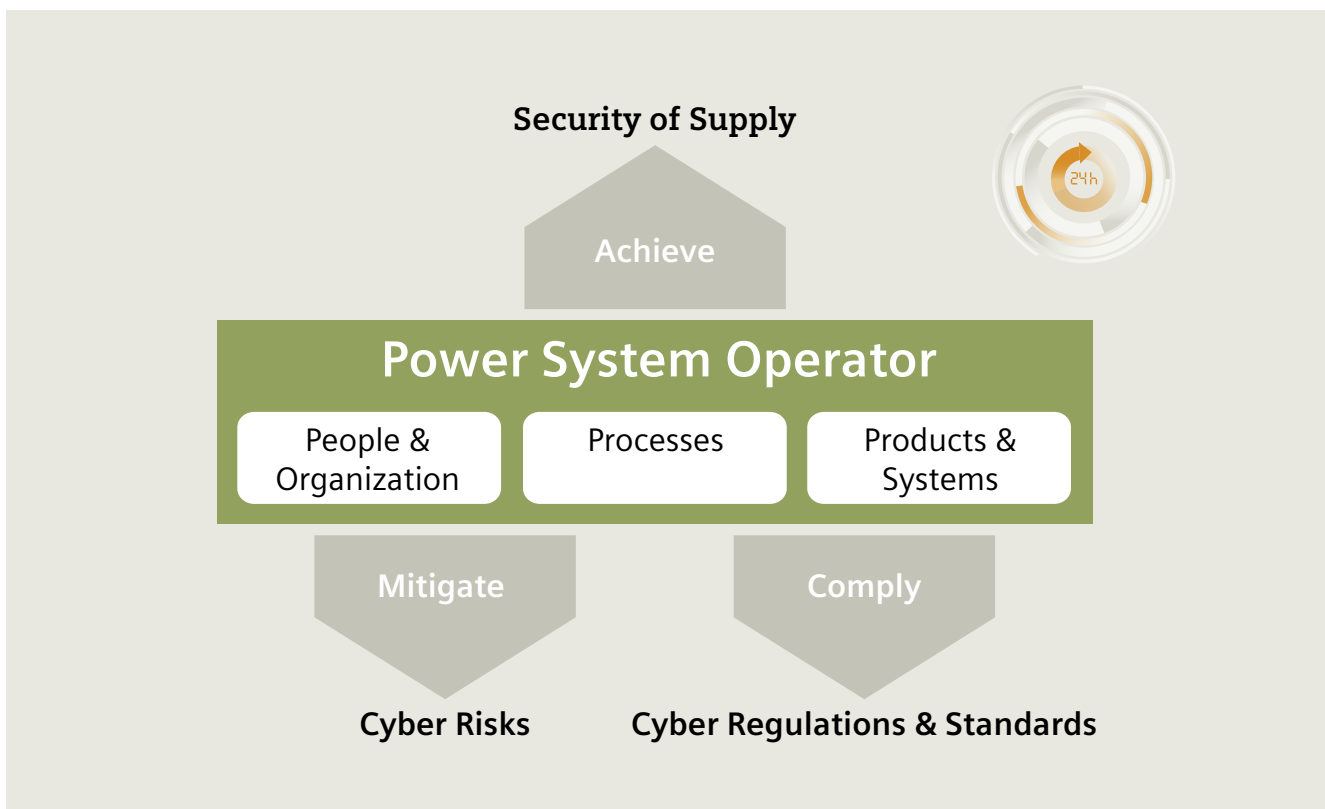 Security of Supply
24h
Achieve
Power System Operator
People &
Organization
Processes
Products &
Systems
Mitigate
Comply
Cyber Risks
Cyber Regulations & Standards